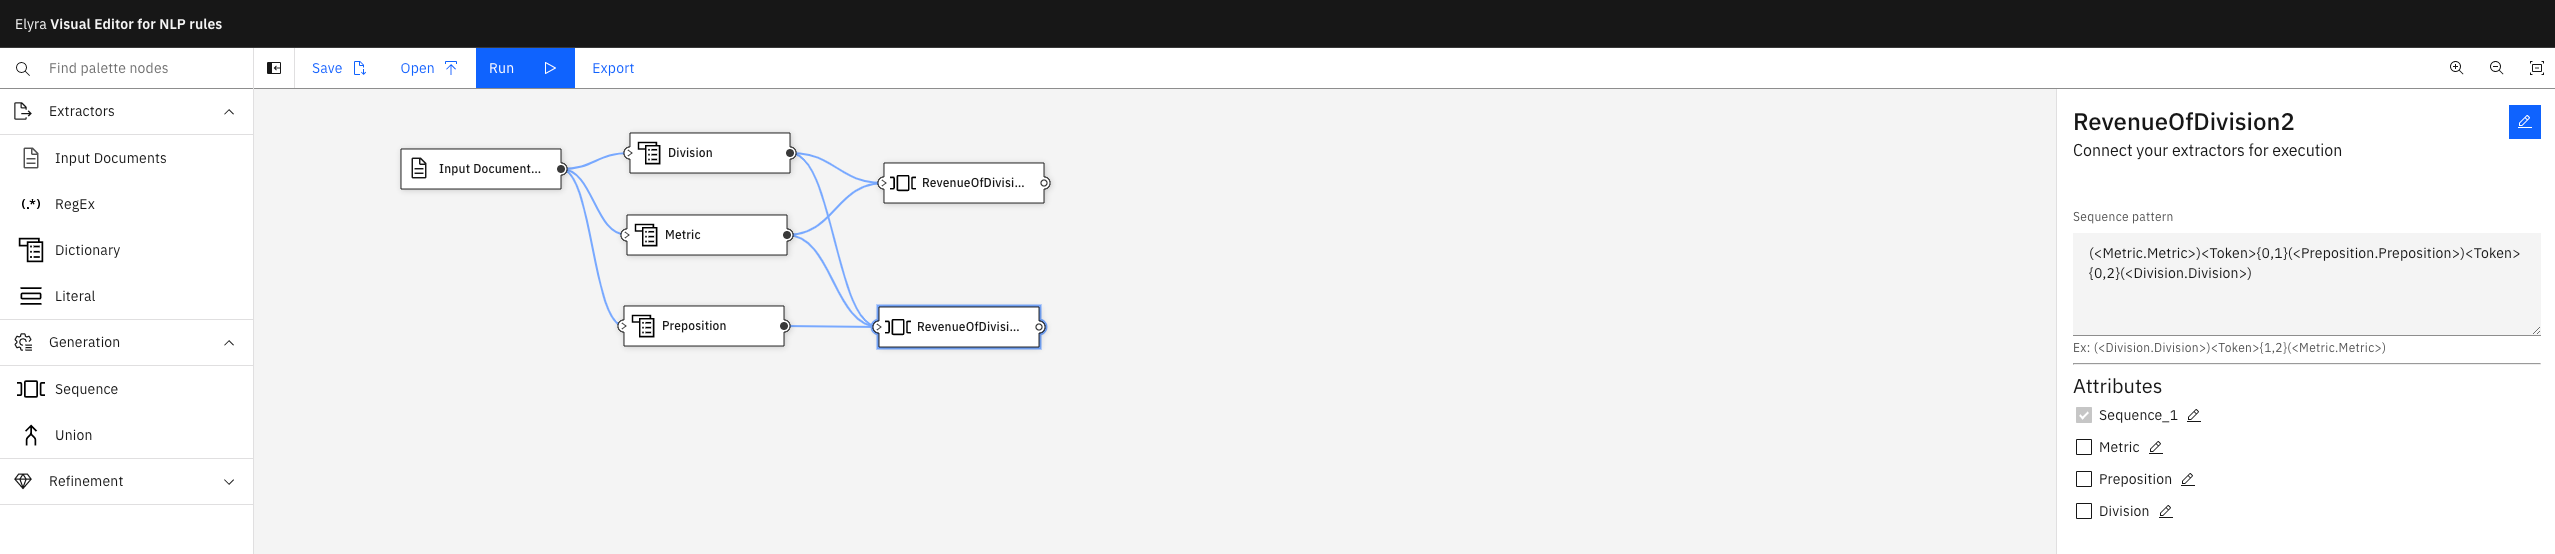 Elyra Visual Editor for NLP rules
Find palette nodes
Save
Open
Run
Export
Extractors
Input Documents
(.*) RegEx
Dictionary
Literal
Generation
Sequence
Union
Refinement
Input Document...
Division
Metric
Preposition
RevenueOfDivisi...
RevenueOfDivisi...
RevenueOfDivision2
Connect your extractors for execution
Sequence pattern
(<Metric.Metric>)<Token>{0,1}(<Preposition.Preposition>)<Token>
{0,2}(<Division.Division>)
Ex: (<Division.Division>)<Token>{1,2}(<Metric.Metric>)
Attributes
Sequence_1
Metric
Preposition
Division